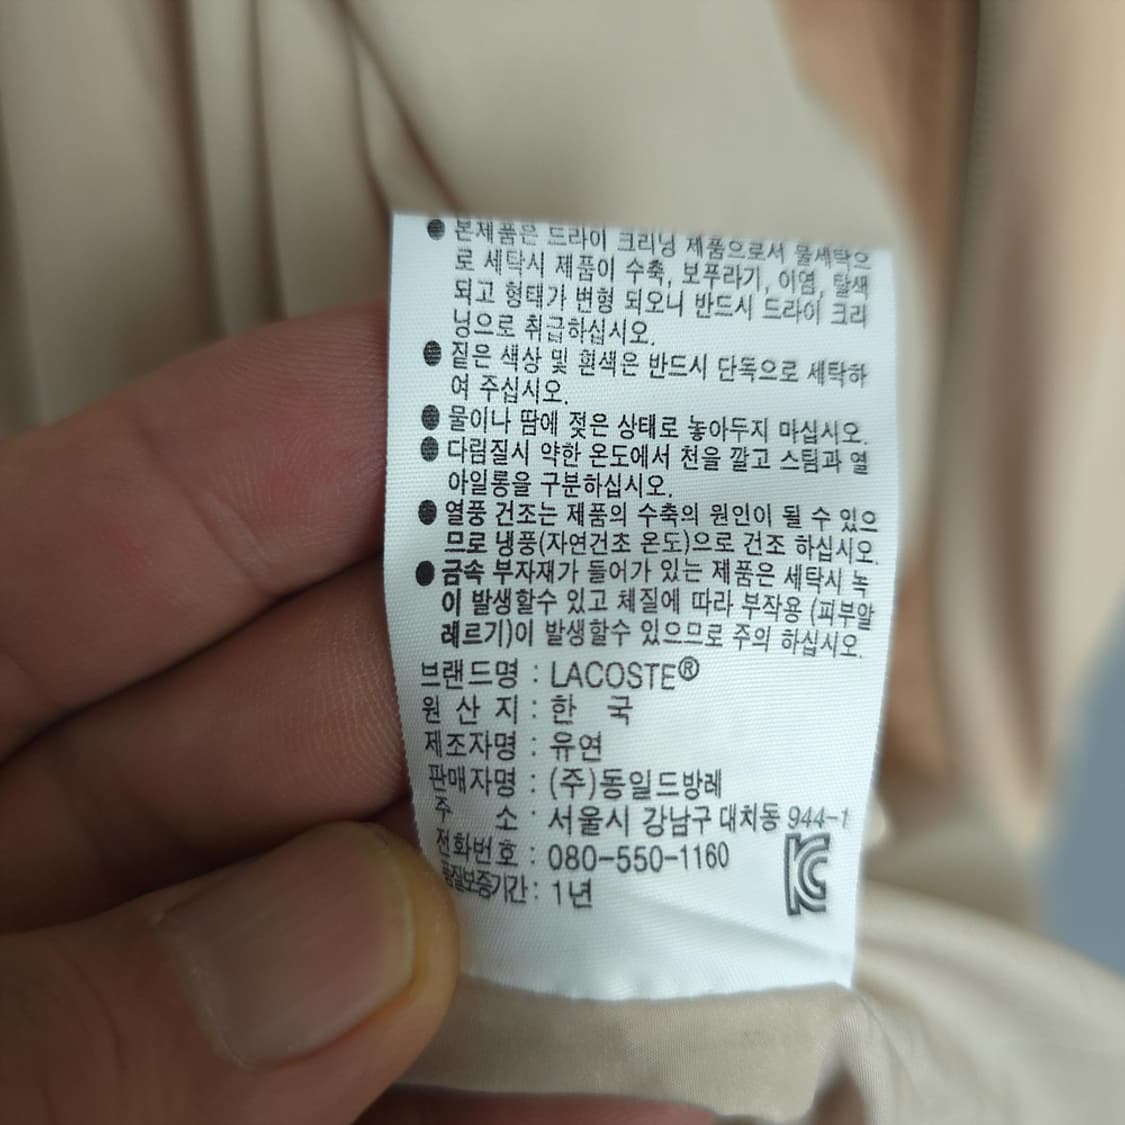 ● 본제품은 드라이 크리닝 제품으로서 물세탁으
로 세탁시 제품이 수축, 보푸라기, 이염, 탈색
되고 형태가 변형 되오니 반드시 드라이 크리
닝으로 취급하십시오.
● 짙은 색상 및 흰색은 반드시 단독으로 세탁하
여 주십시오.
● 물이나 땀에 젖은 상태로 놓아두지 마십시오.
● 다림질시 약한 온도에서 천을 깔고 스팀과 열
아일롱을 구분하십시오.
● 열풍 건조는 제품의 수축의 원인이 될 수 있으
므로 냉풍(자연건초 온도)으로 건조 하십시오.
● 금속 부자재가 들어가 있는 제품은 세탁시 녹
이 발생할수 있고 체질에 따라 부작용 (피부알
레르기)이 발생할수 있으므로 주의 하십시오.
브랜드명 : LACOSTE®
원 산 지 : 한 국
제조자명 : 유연
판매자명 : (주)동일드방레
주 소 : 서울시 강남구 대치동 944-1
전화번호 : 080-550-1160
품질보증기간 : 1년
KC